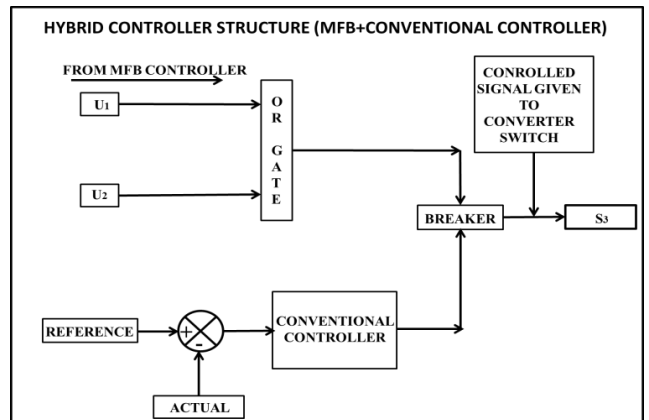 HYBRID CONTROLLER STRUCTURE (MFB+CONVENTIONAL CONTROLLER)
FROM MFB CONTROLLER
U1
U2
O
R
G
A
T
E
CONROLLED
SIGNAL GIVEN
TO
CONVERTER
SWITCH
BREAKER
S3
REFERENCE
+
-
CONVENTIONAL
CONTROLLER
ACTUAL